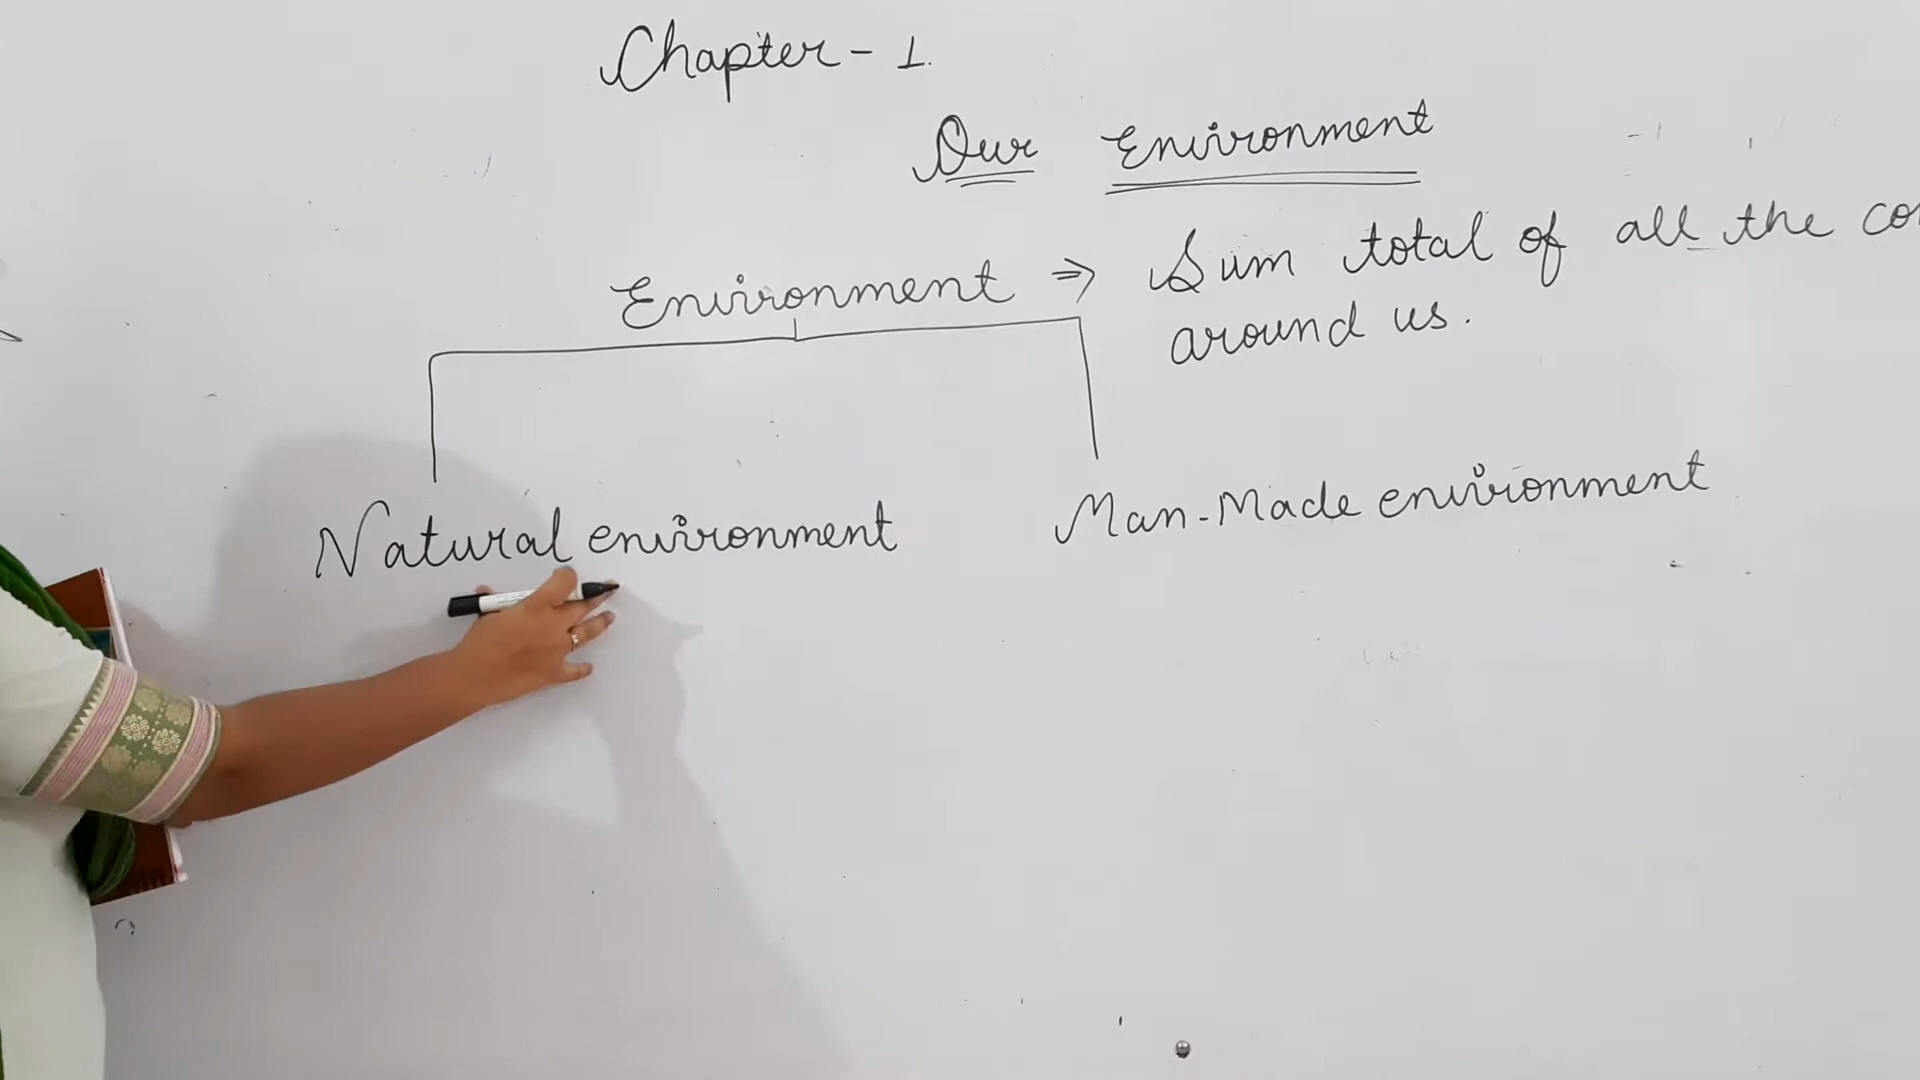 Chapter - 1.
Our Environment
Environment ⇒ Sum total of all the
around us.
Natural environment
Man-Made environment